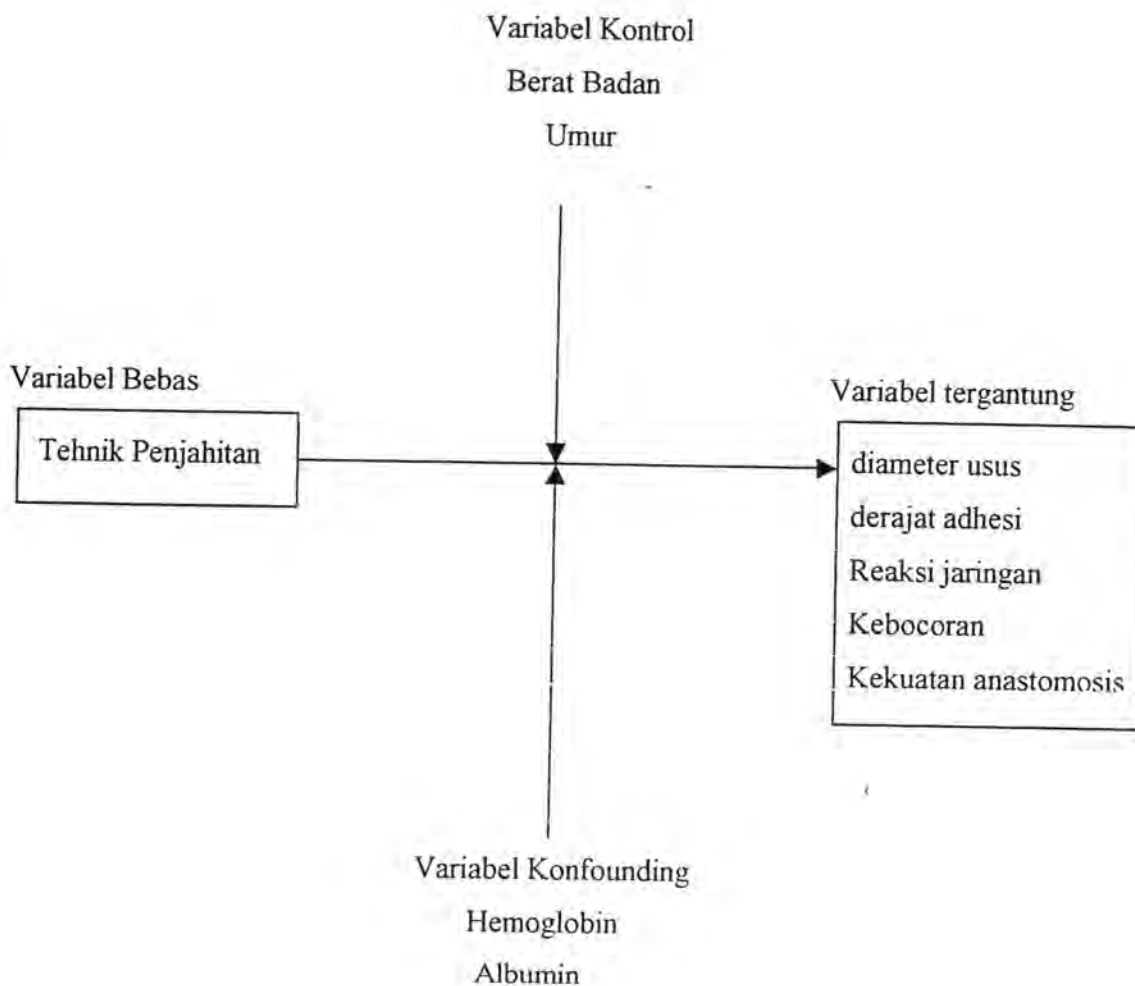 Variabel Kontrol
Berat Badan
Umur
Variabel Bebas
Tehnik Penjahitan
Variabel tergantung
diameter usus
derajat adhesi
Reaksi jaringan
Kebocoran
Kekuatan anastomosis
Variabel Konfounding
Hemoglobin
Albumin